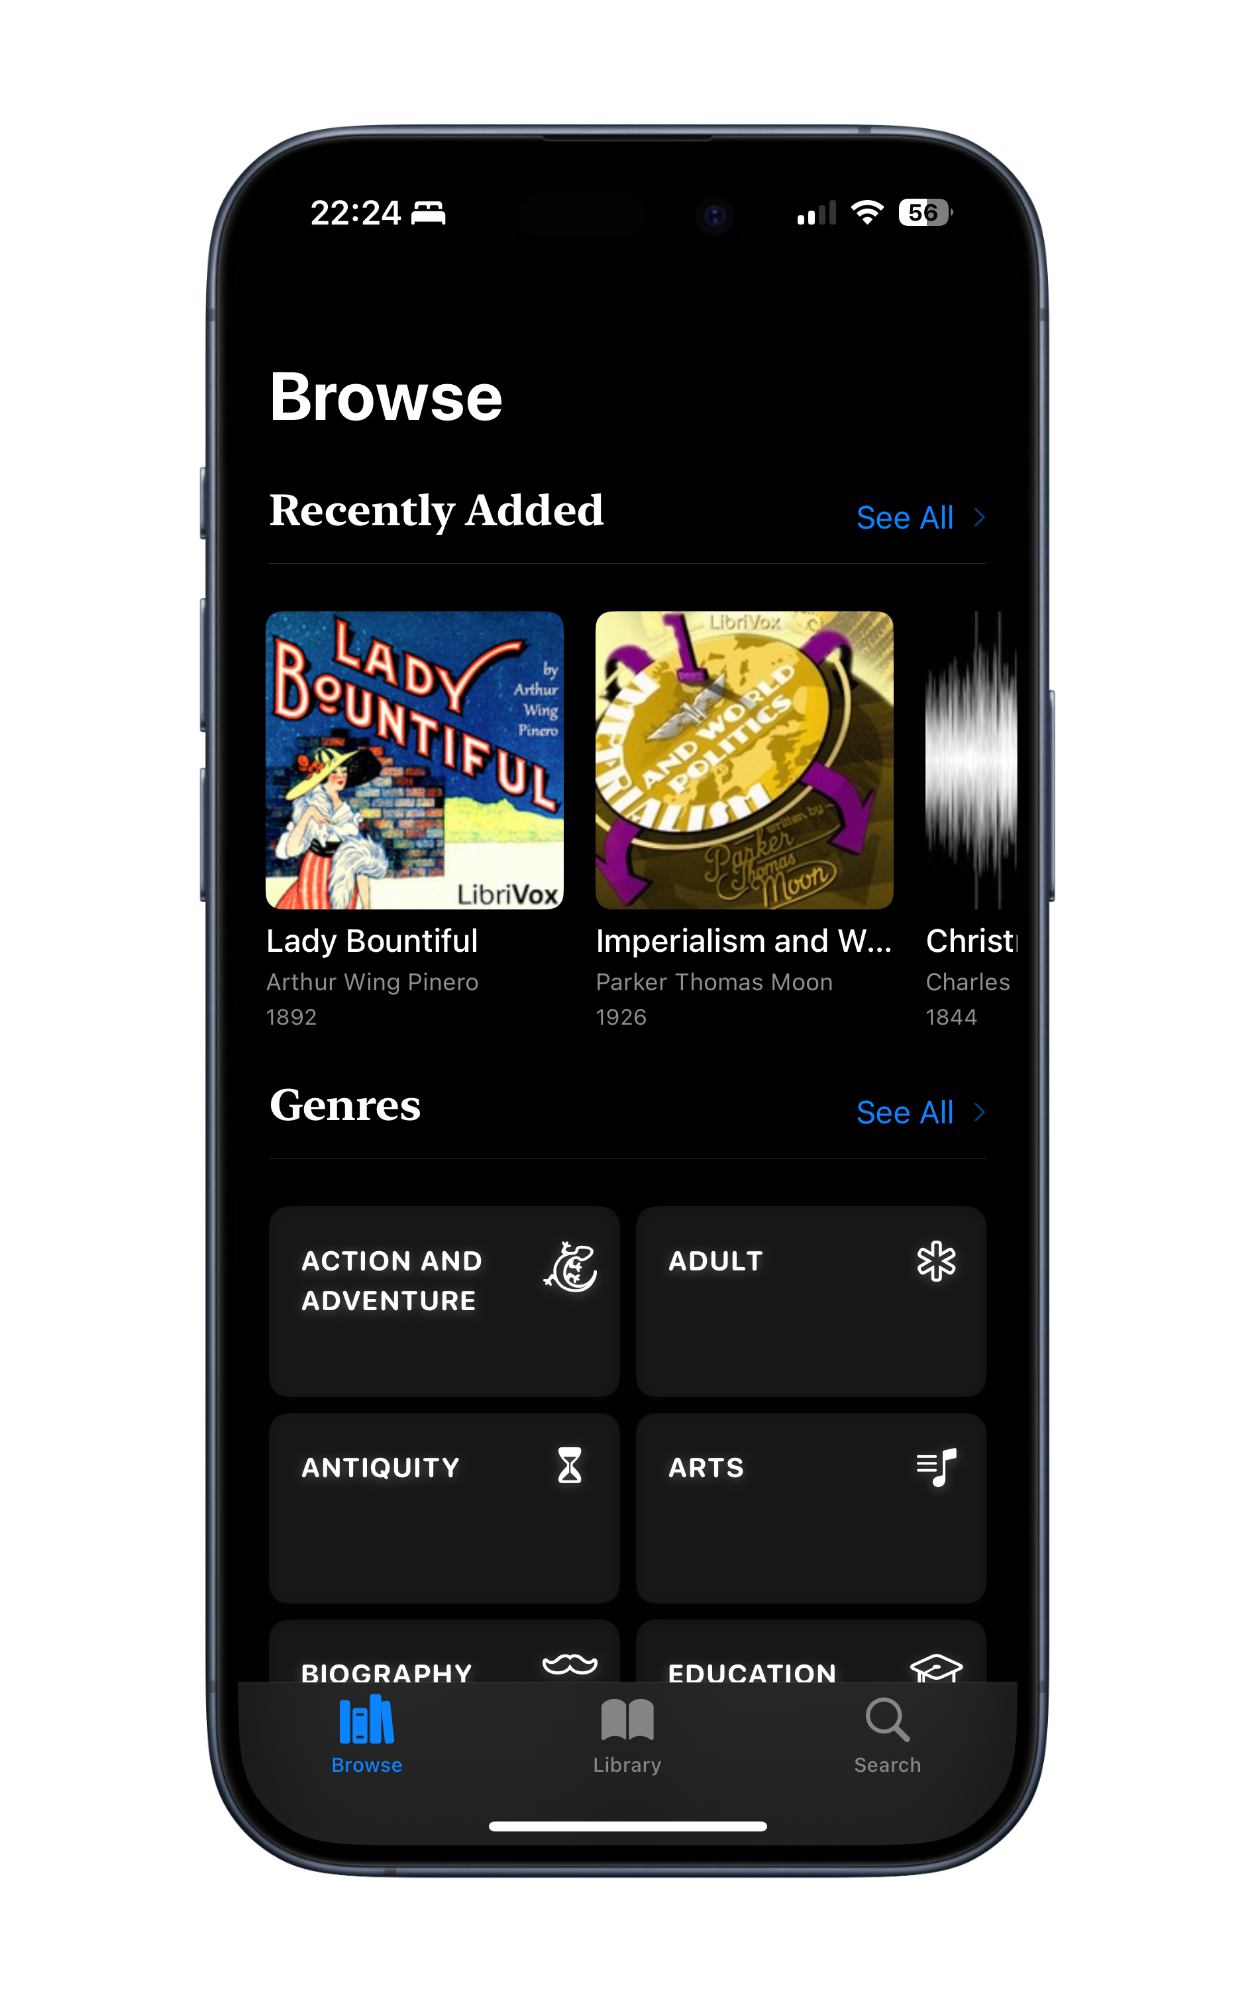 22:24
56
Browse
Recently Added
See All
LADY
BOUNTIFUL
by
Arthur
Wing
Pinero
LibriVox
LibriVox
IMPERIALISM
AND WORLD
POLITICS
written by
Parker
Thomas
Moon
Lady Bountiful
Imperialism and W...
Arthur Wing Pinero
Parker Thomas Moon
Charles
1892
1926
1844
Genres
See All
ACTION AND
ADVENTURE
ADULT
ANTIQUITY
ARTS
BIOGRAPHY
EDUCATION
Browse
Library
Search